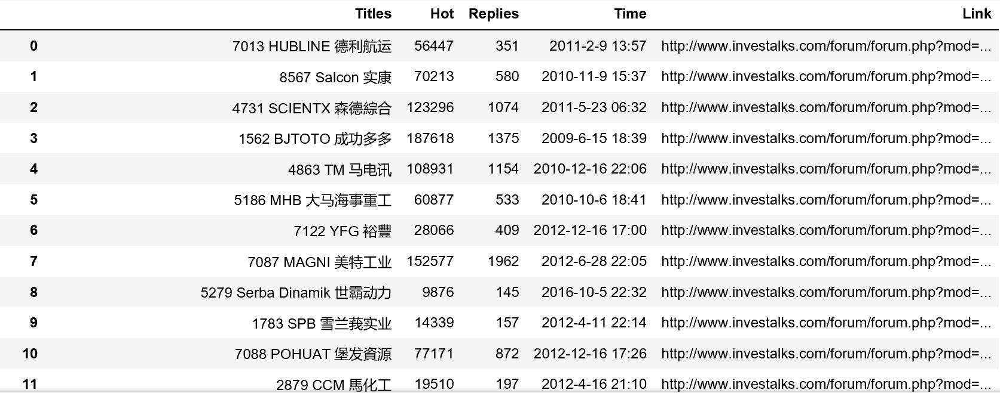 Titles Hot Replies Time Link
0 7013 HUBLINE 德利航运 56447 351 2011-2-9 13:57 http://www.investalks.com/forum/forum.php?mod=...
1 8567 Salcon 实康 70213 580 2010-11-9 15:37 http://www.investalks.com/forum/forum.php?mod=...
2 4731 SCIENTX 森德綜合 123296 1074 2011-5-23 06:32 http://www.investalks.com/forum/forum.php?mod=...
3 1562 BJTOTO 成功多多 187618 1375 2009-6-15 18:39 http://www.investalks.com/forum/forum.php?mod=...
4 4863 TM 马电讯 108931 1154 2010-12-16 22:06 http://www.investalks.com/forum/forum.php?mod=...
5 5186 MHB 大马海事重工 60877 533 2010-10-6 18:41 http://www.investalks.com/forum/forum.php?mod=...
6 7122 YFG 裕豐 28066 409 2012-12-16 17:00 http://www.investalks.com/forum/forum.php?mod=...
7 7087 MAGNI 美特工业 152577 1962 2012-6-28 22:05 http://www.investalks.com/forum/forum.php?mod=...
8 5279 Serba Dinamik 世霸动力 9876 145 2016-10-5 22:32 http://www.investalks.com/forum/forum.php?mod=...
9 1783 SPB 雪兰莪实业 14339 157 2012-4-11 22:14 http://www.investalks.com/forum/forum.php?mod=...
10 7088 POHUAT 堡发資源 77171 872 2012-12-16 17:26 http://www.investalks.com/forum/forum.php?mod=...
11 2879 CCM 馬化工 19510 197 2012-4-16 21:10 http://www.investalks.com/forum/forum.php?mod=...